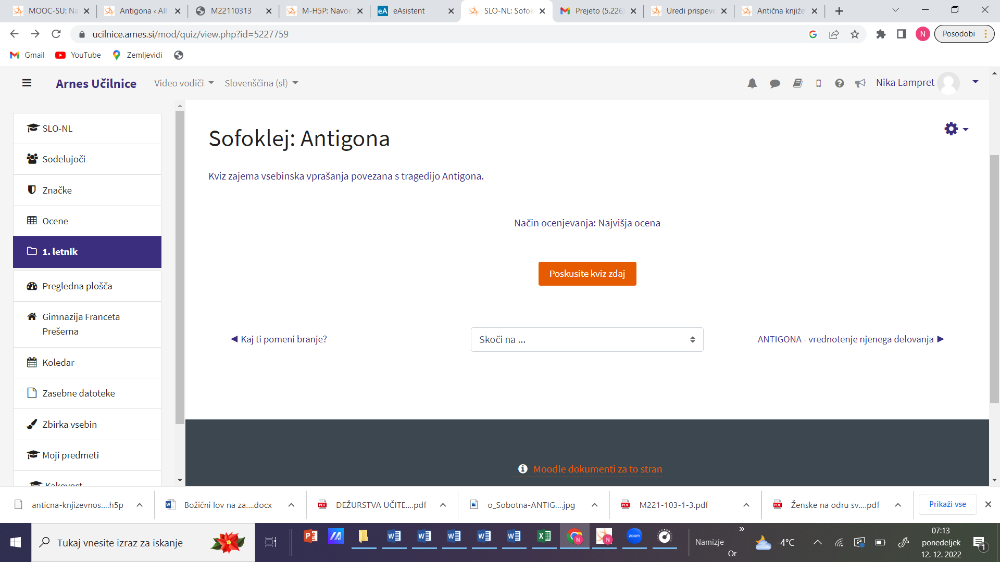 MOOC-SU: Na
Antigona ‹ All
M22110313
M-H5P: Navod
eAsistent
SLO-NL: Sofok
Prejeto (5.226)
Uredi prispeve
Antična knjiže
ucilnice.arnes.si/mod/quiz/view.php?id=5227759
N
Posodobi
Gmail
YouTube
Zemljevidi
Arnes Učilnice
Video vodiči
Slovenščina (sl)
Nika Lampret
SLO-NL
Sodelujoči
Značke
Ocene
1. letnik
Pregledna plošča
Gimnazija Franceta
Prešerna
Koledar
Zasebne datoteke
Zbirka vsebin
Moji predmeti
Kakovost
Sofoklej: Antigona
Kviz zajema vsebinska vprašanja povezana s tragedijo Antigona.
Način ocenjevanja: Najvišja ocena
Poskusite kviz zdaj
◀ Kaj ti pomeni branje?
Skoči na ...
ANTIGONA - vrednotenje njenega delovanja ▶
Moodle dokumenti za to stran
anticna-knjizevnos....h5p
Božični lov na za....docx
DEŽURSTVA UČITE....pdf
o_Sobotna-ANTIG....jpg
M221-103-1-3.pdf
Ženske na odru sv....pdf
Prikaži vse
Tukaj vnesite izraz za iskanje
zoom
Namizje
Or
-4°C
07:13
ponedeljek
12. 12. 2022
1